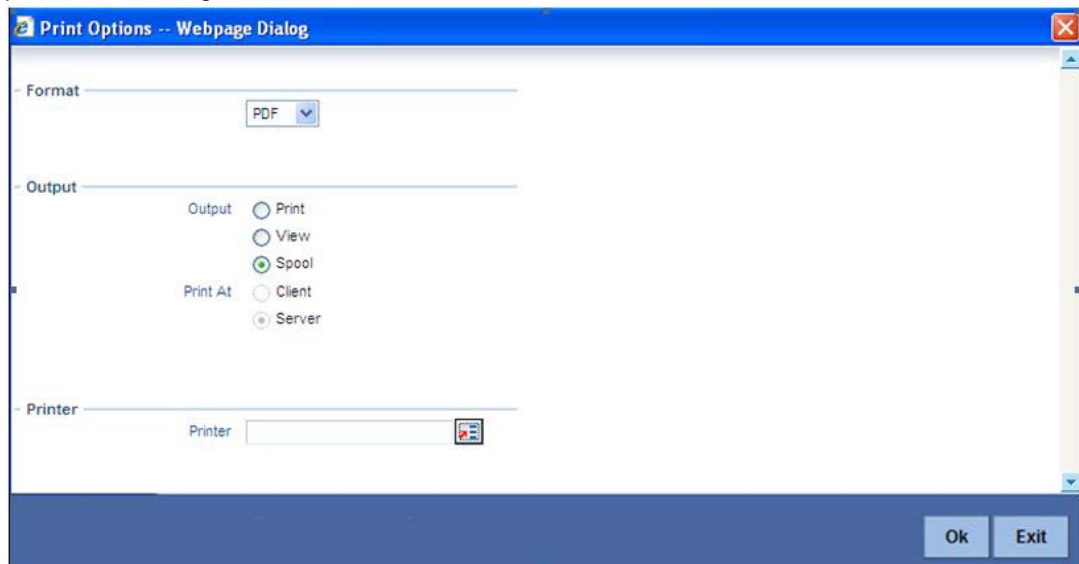 Print Options -- Webpage Dialog
Format
PDF
Output
Output Print
View
Spool
Print At Client
Server
Printer
Printer
Ok Exit